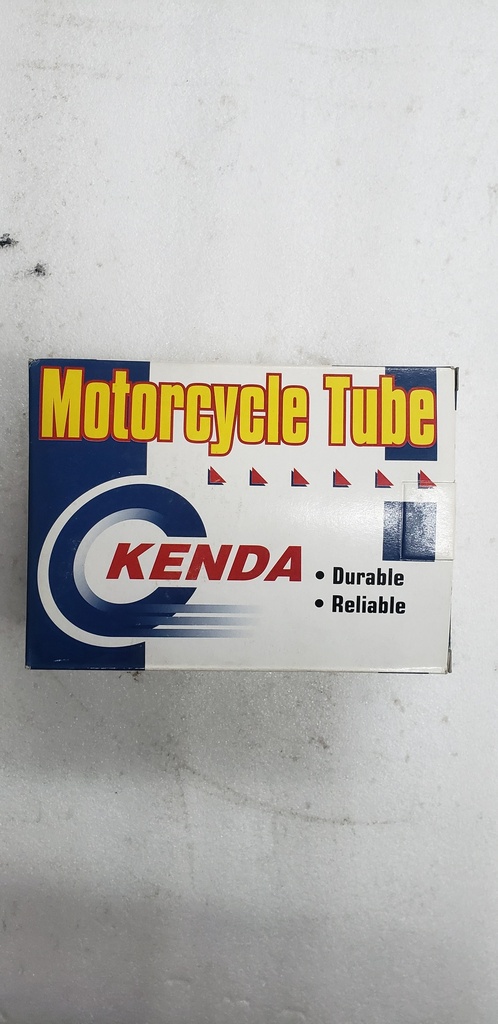 Motorcycle Tube
KENDA
• Durable
• Reliable